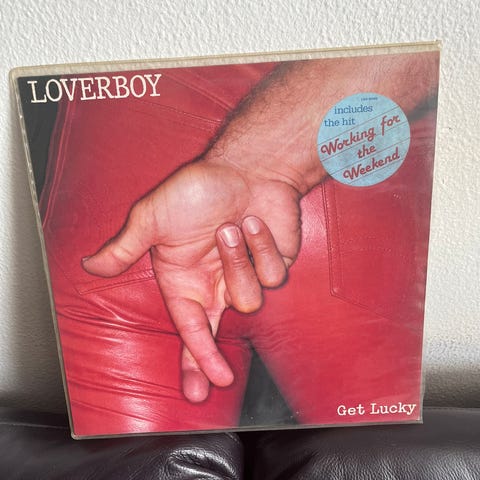 LOVERBOY
includes
the hit
Working for
the
Weekend
Get Lucky